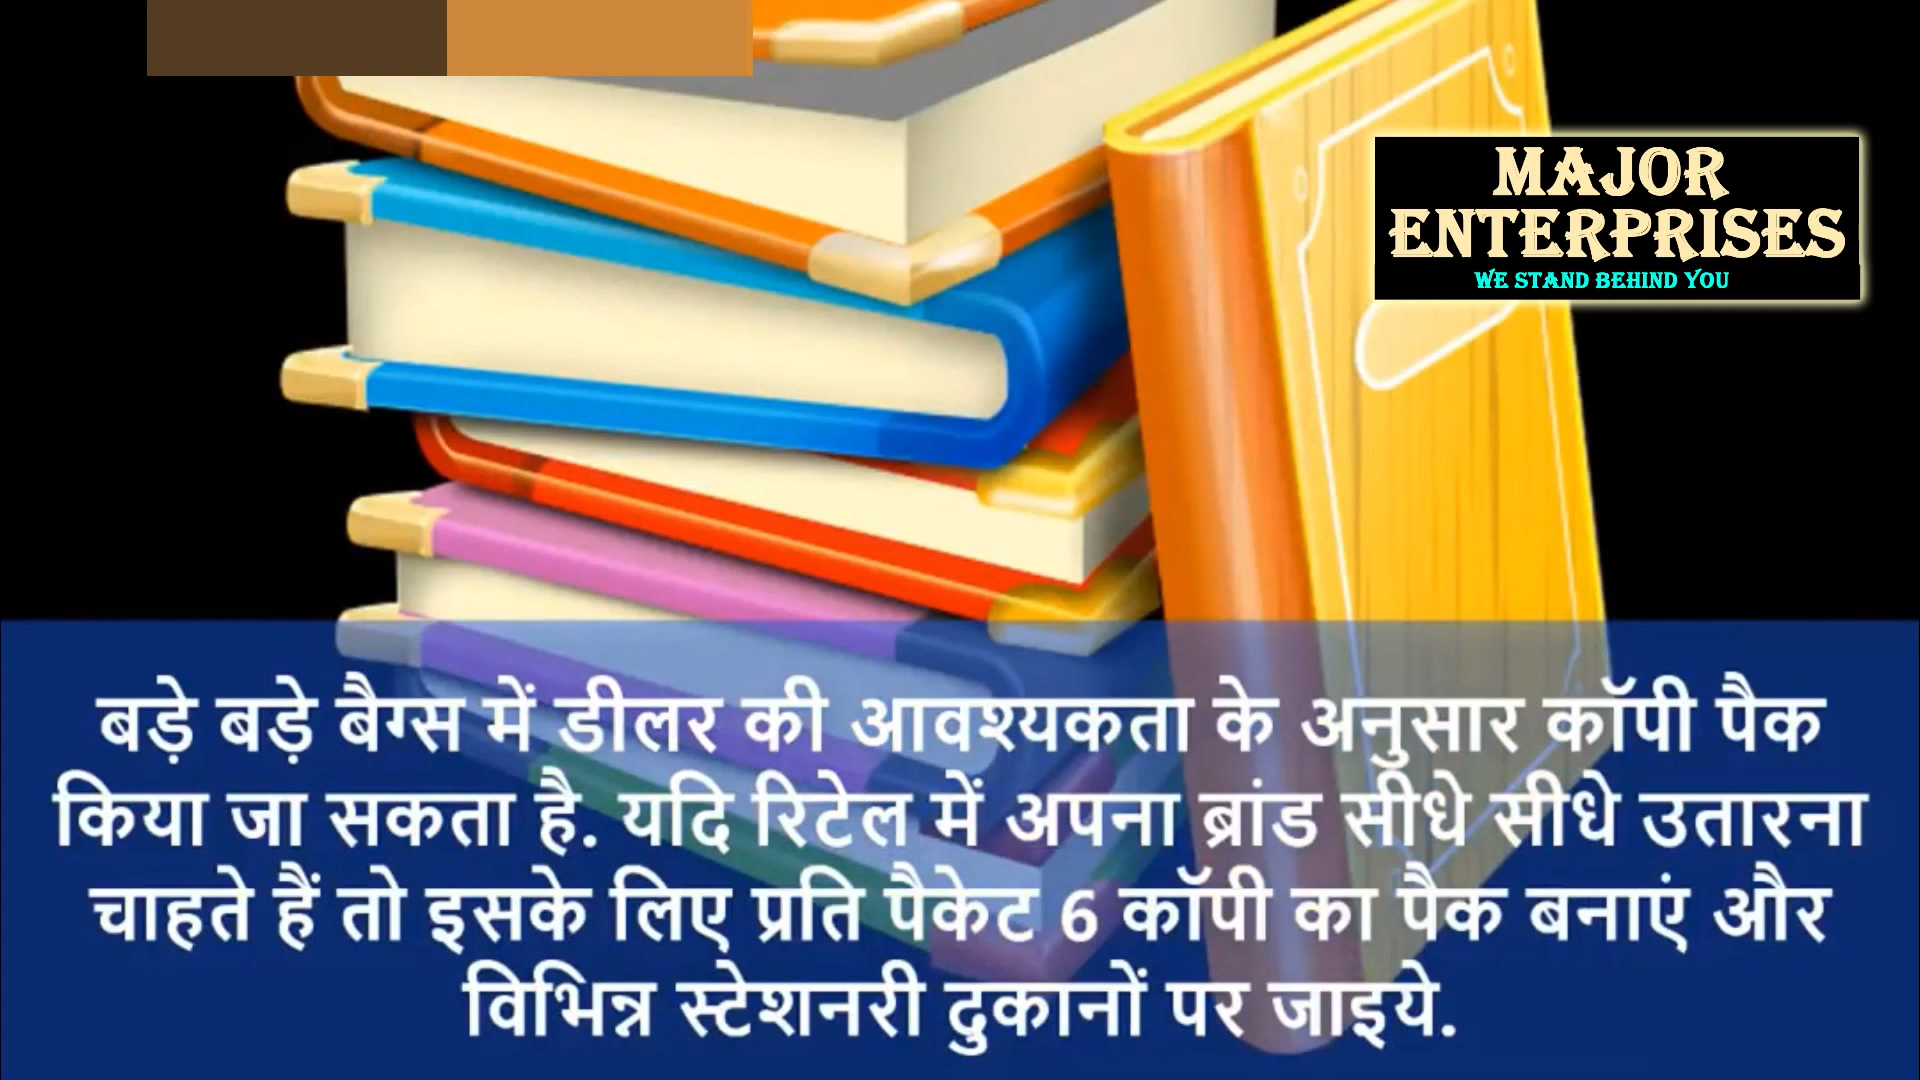 MAJOR
ENTERPRISES
WE STAND BEHIND YOU
बड़े बड़े बैग्स में डीलर की आवश्यकता के अनुसार कॉपी पैक
किया जा सकता है. यदि रिटेल में अपना ब्रांड सीधे सीधे उतारना
चाहते हैं तो इसके लिए प्रति पैकेट 6 कॉपी का पैक बनाएं और
विभिन्न स्टेशनरी दुकानों पर जाइये.